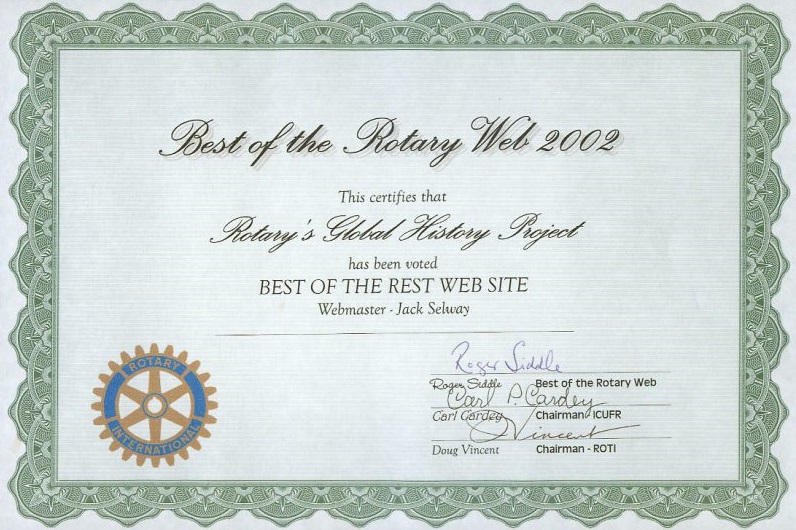 Best of the Rotary Web 2002
This certifies that
Rotary's Global History Project
has been voted
BEST OF THE REST WEB SITE
Webmaster - Jack Selway
ROTARY
INTERNATIONAL
Roger Siddle
Roger Siddle Best of the Rotary Web
Carl P. Cardey
Carl Cardey Chairman ICUFR
D Vincent
Doug Vincent Chairman - ROTI